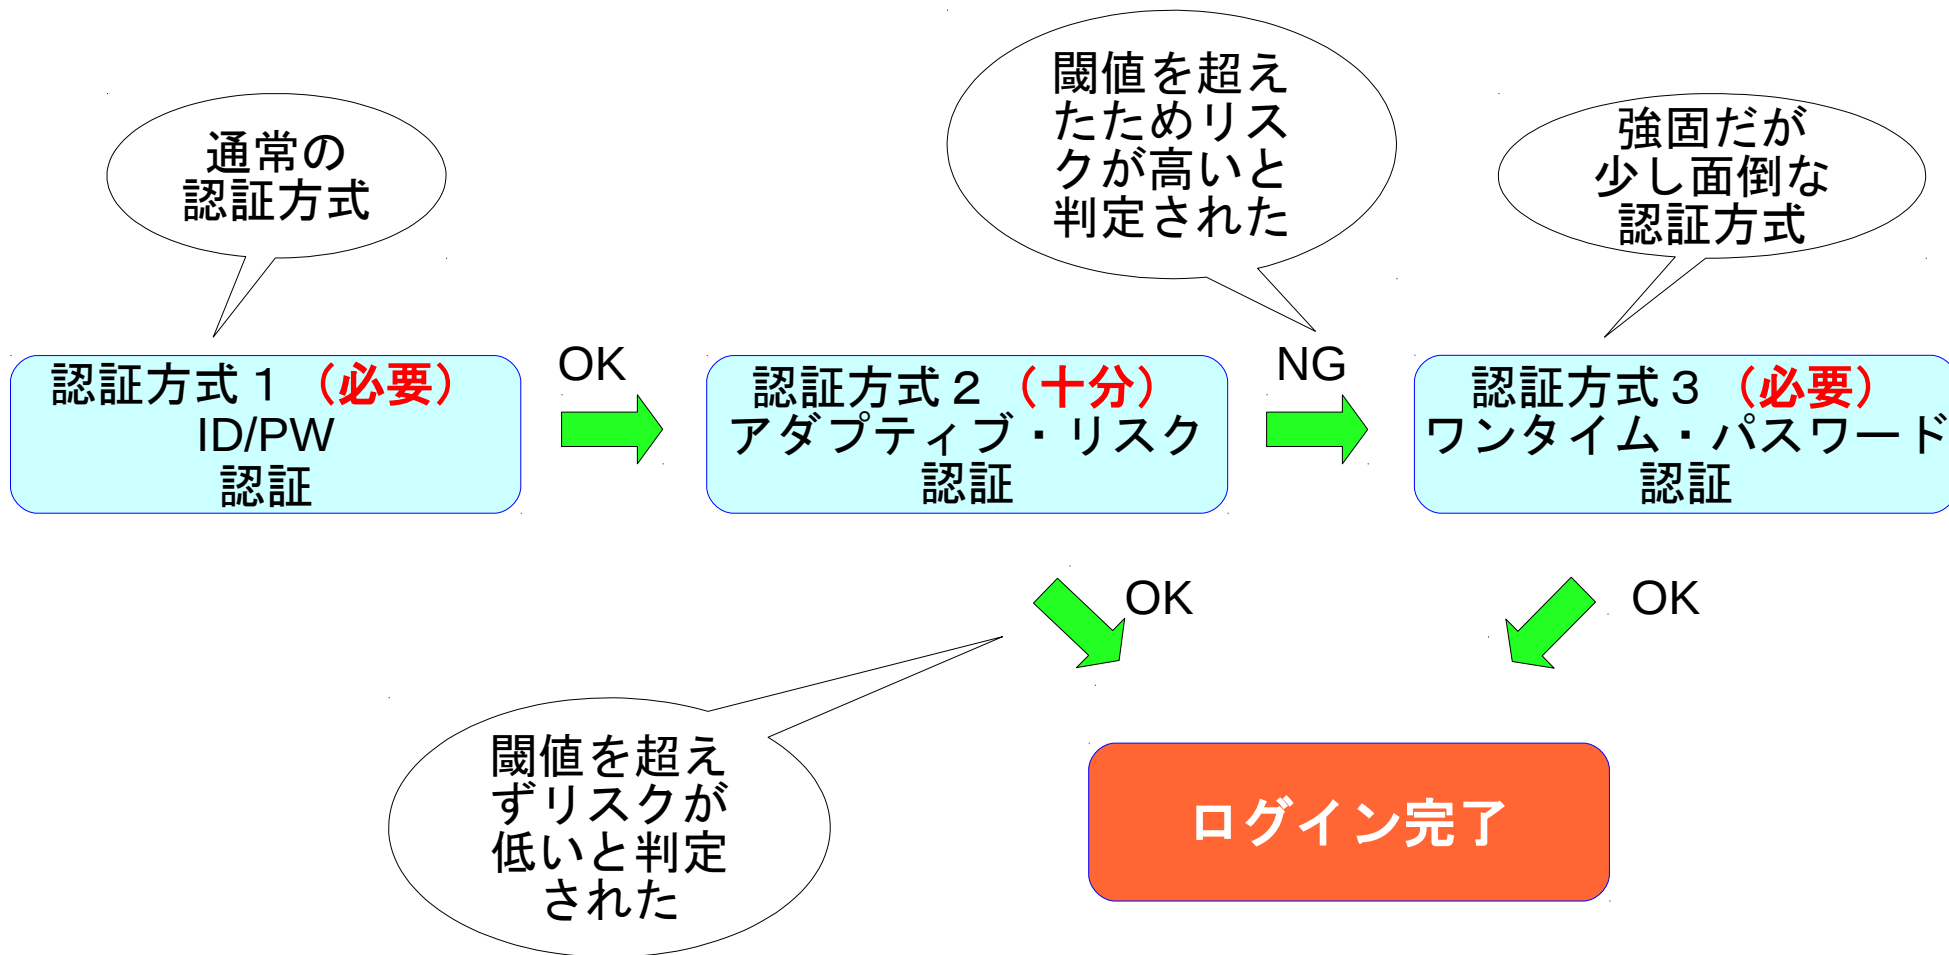 通常の
認証方式
閾値を超え
たためリス
クが高いと
判定された
強固だが
少し面倒な
認証方式
認証方式１（必要）
ID/PW
認証
OK
認証方式２（十分）
アダプティブ・リスク
認証
NG
認証方式３（必要）
ワンタイム・パスワード
認証
OK
OK
閾値を超え
ずリスクが
低いと判定
された
ログイン完了